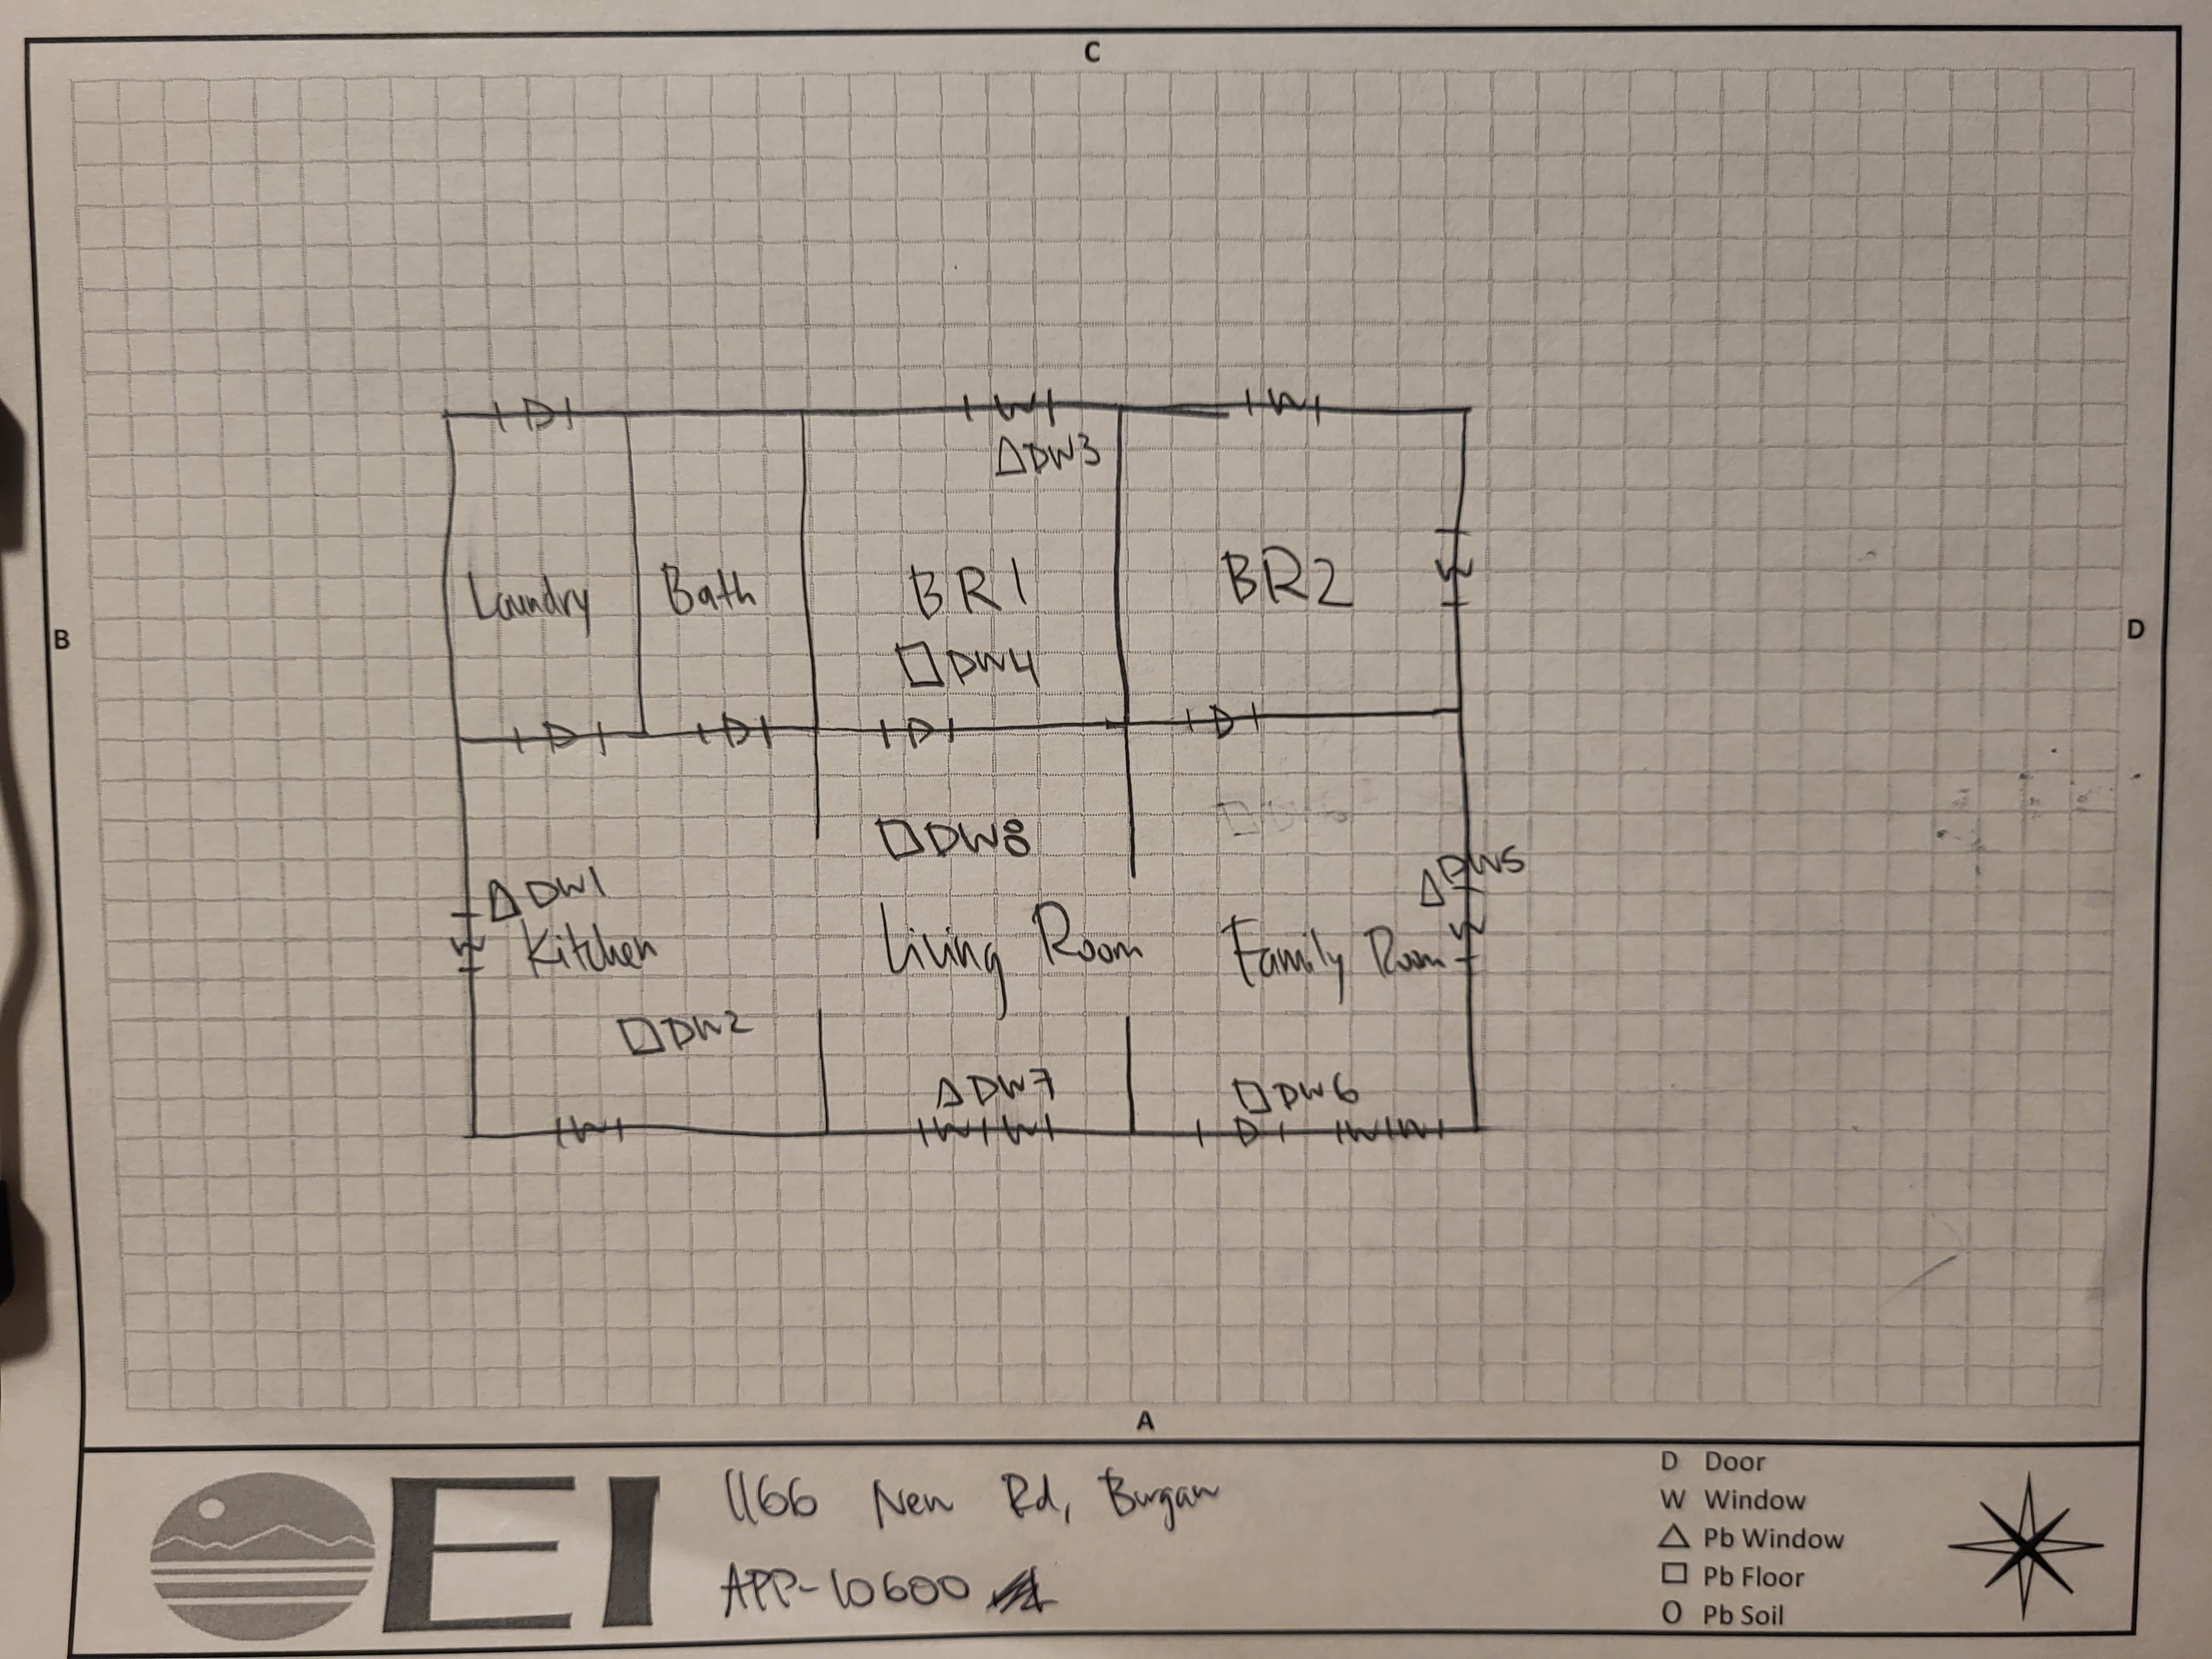 C
D
W
W
△DW3
Laundry
Bath
BR1
BR2
W
B
D
□DW4
D
D
D
D
□DW8
△DW1
△DW5
W
Kitchen
Living Room
Family Room
W
□DW2
△DW7
□DW6
W
W W
D
W W
A
EI
1166 New Rd, Burgaw
APP-10600
D Door
W Window
△ Pb Window
□ Pb Floor
O Pb Soil